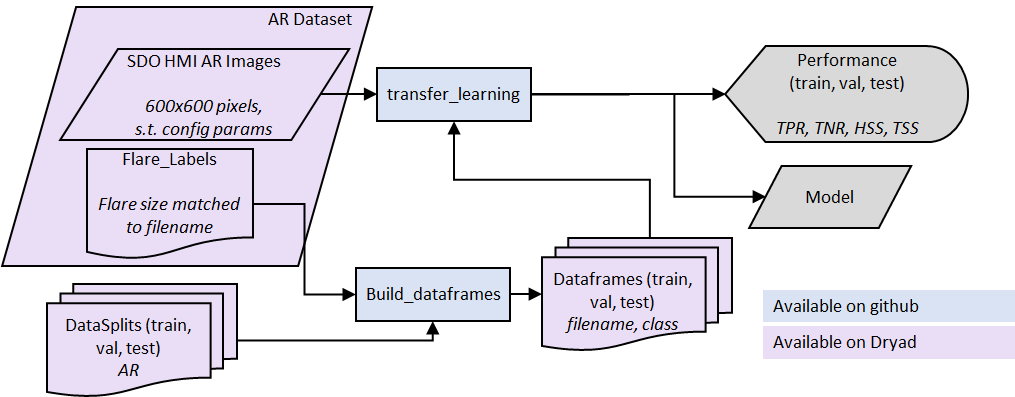 AR Dataset
SDO HMI AR Images
600x600 pixels,
s.t. config params
Flare_Labels
Flare size matched
to filename
DataSplits (train,
val, test)
AR
transfer_learning
Build_dataframes
Dataframes (train,
val, test)
filename, class
Performance
(train, val, test)
TPR, TNR, HSS, TSS
Model
Available on github
Available on Dryad